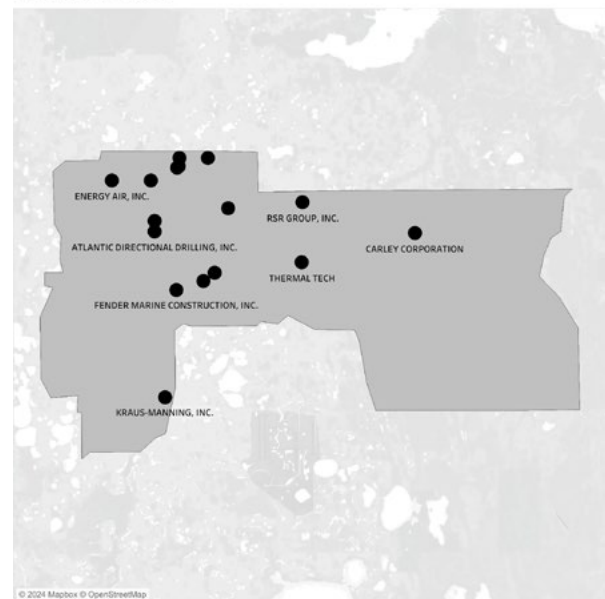 ENERGY AIR, INC.
RSR GROUP, INC.
ATLANTIC DIRECTIONAL DRILLING, INC.
CARLEY CORPORATION
THERMAL TECH
FENDER MARINE CONSTRUCTION, INC.
KRAUS-MANNING, INC.
© 2024 Mapbox © OpenStreetMap